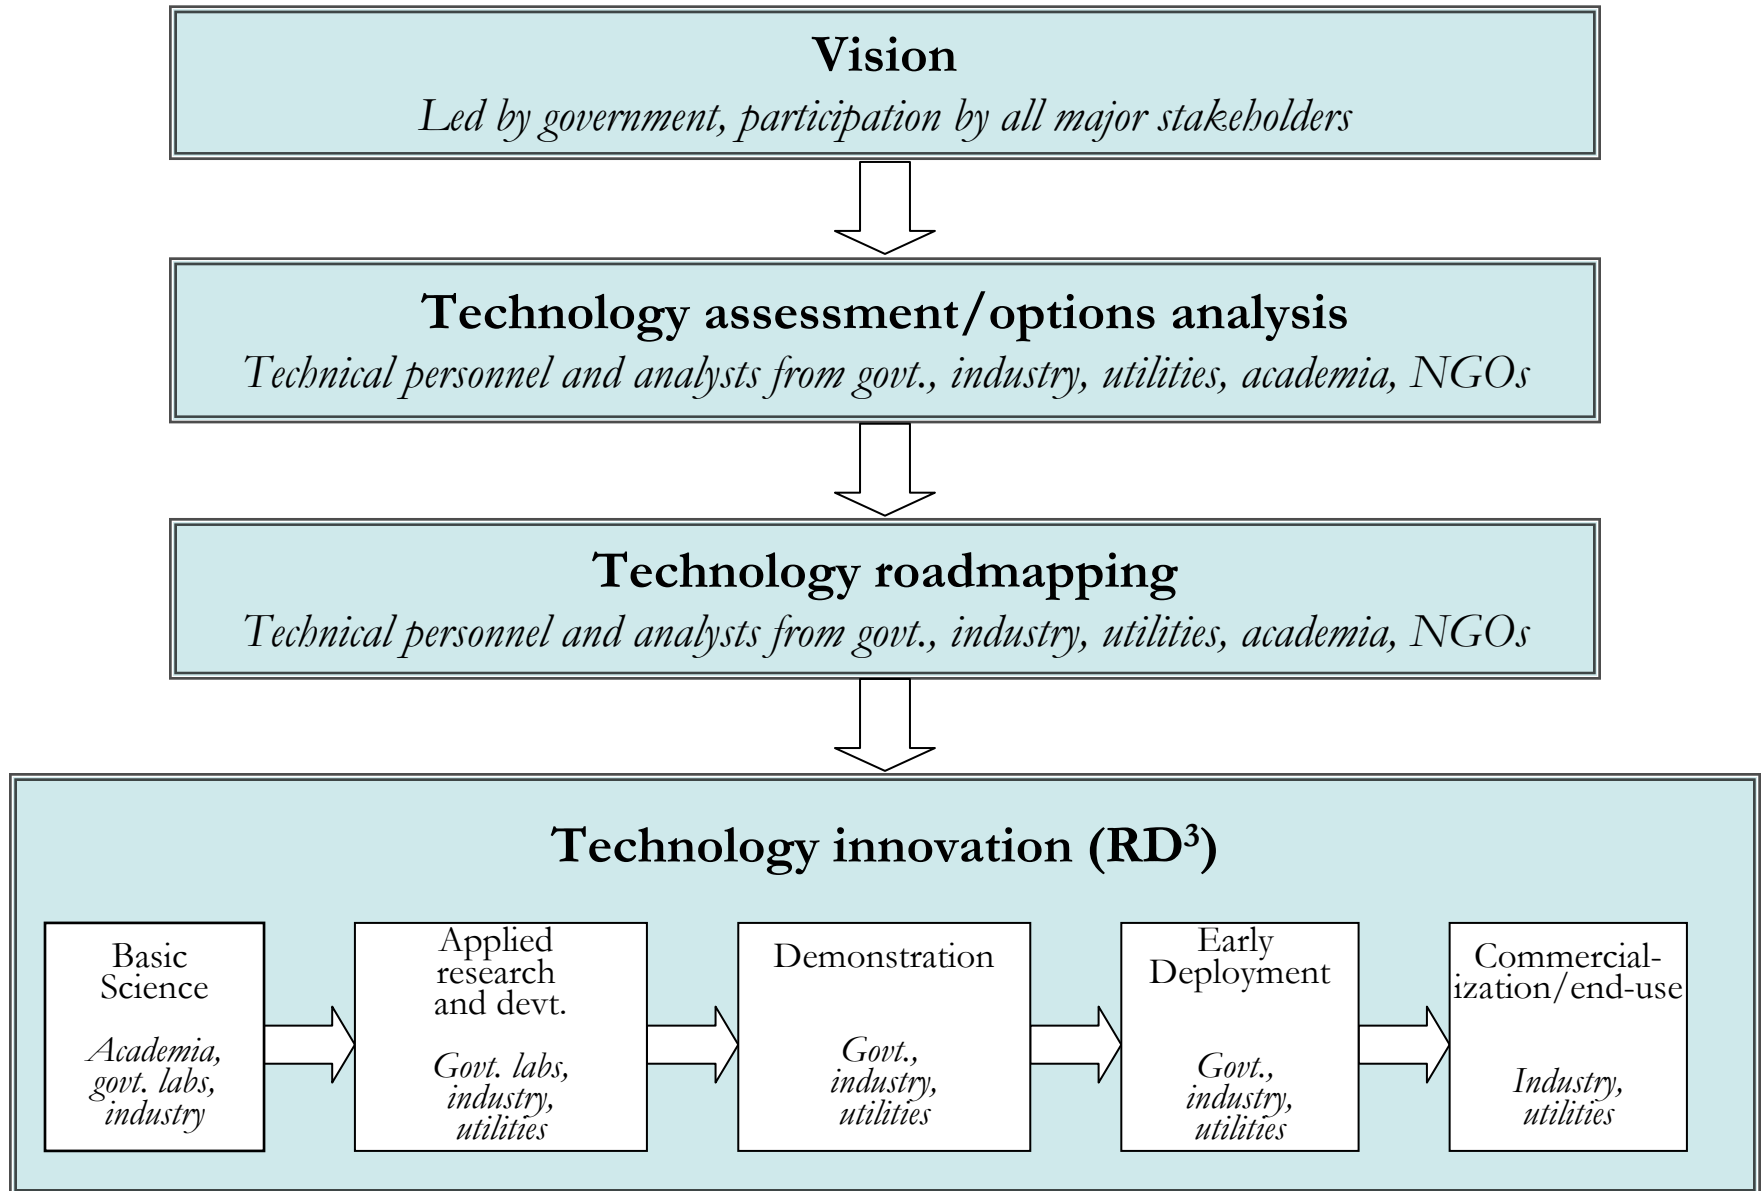 Vision
Led by government, participation by all major stakeholders
Technology assessment/options analysis
Technical personnel and analysts from govt., industry, utilities, academia, NGOs
Technology roadmapping
Technical personnel and analysts from govt., industry, utilities, academia, NGOs
Technology innovation (RD³)
Basic
Science
Academia,
govt. labs,
industry
Applied
research
and devt.
Govt. labs,
industry,
utilities
Demonstration
Govt.,
industry,
utilities
Early
Deployment
Govt.,
industry,
utilities
Commercial-
ization/end-use
Industry,
utilities